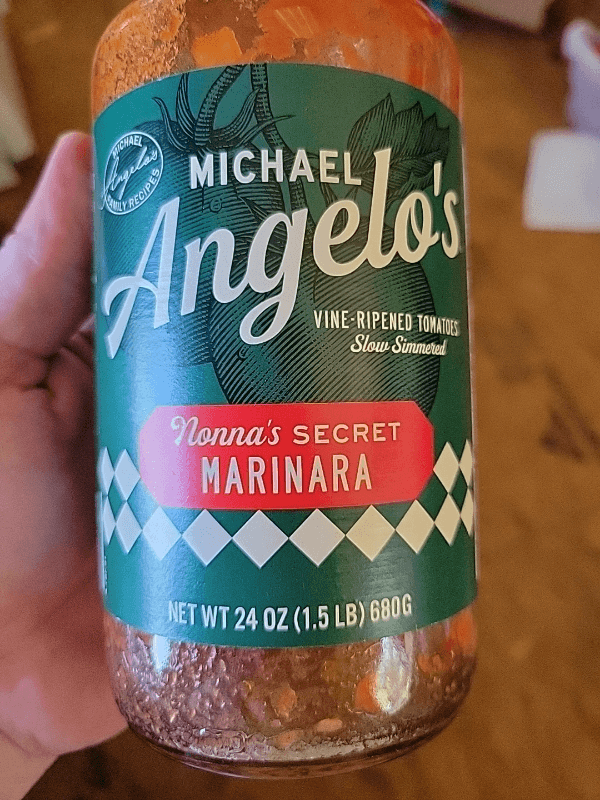 MICHAEL
Angelo's
FAMILY RECIPES
MICHAEL
Angelo's
VINE-RIPENED TOMATOES
Slow Simmered
Nonna's SECRET
MARINARA
NET WT 24 OZ (1.5 LB) 680G